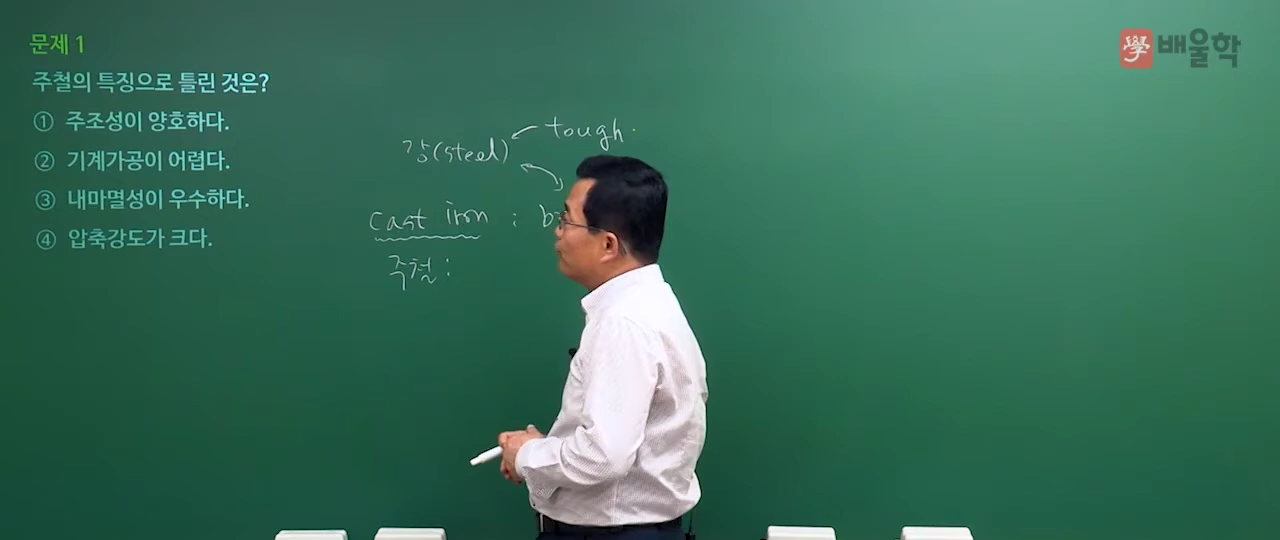 문제 1
주철의 특징으로 틀린 것은?
① 주조성이 양호하다.
② 기계가공이 어렵다.
③ 내마멸성이 우수하다.
④ 압축강도가 크다.
學 배울학
tough.
강(steel)
cast iron :
주철 :